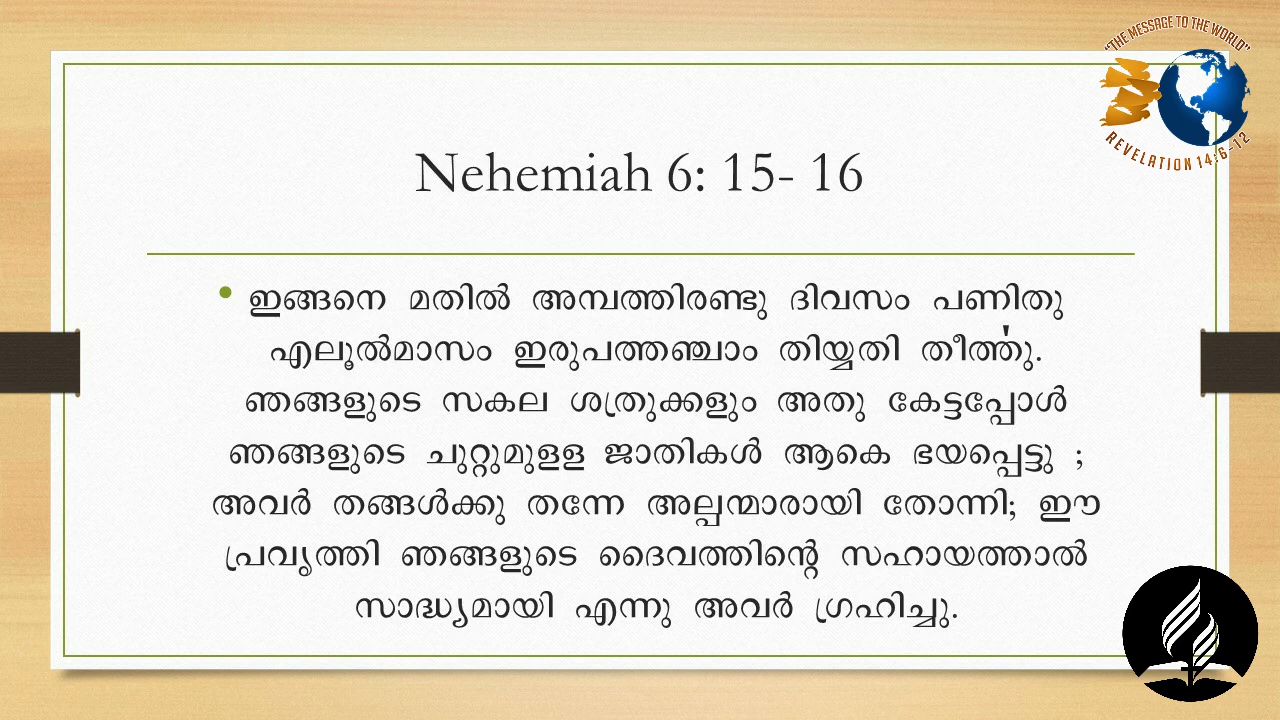 "THE MESSAGE TO THE WORLD"
REVELATION 14:6-12
Nehemiah 6: 15- 16
• ഇങ്ങനെ മതിൽ അമ്പത്തിരണ്ടു ദിവസം പണിതു
എലൂൽമാസം ഇരുപത്തഞ്ചാം തിയ്യതി തീൎത്തു.
ഞങ്ങളുടെ സകല ശത്രുക്കളും അതു കേട്ടപ്പോൾ
ഞങ്ങളുടെ ചുറ്റുമുളള ജാതികൾ ആകെ ഭയപ്പെട്ടു ;
അവർ തങ്ങൾക്കു തന്നേ അല്പന്മാരായി തോന്നി; ഈ
പ്രവൃത്തി ഞങ്ങളുടെ ദൈവത്തിന്റെ സഹായത്താൽ
സാദ്ധ്യമായി എന്നു അവർ ഗ്രഹിച്ചു.